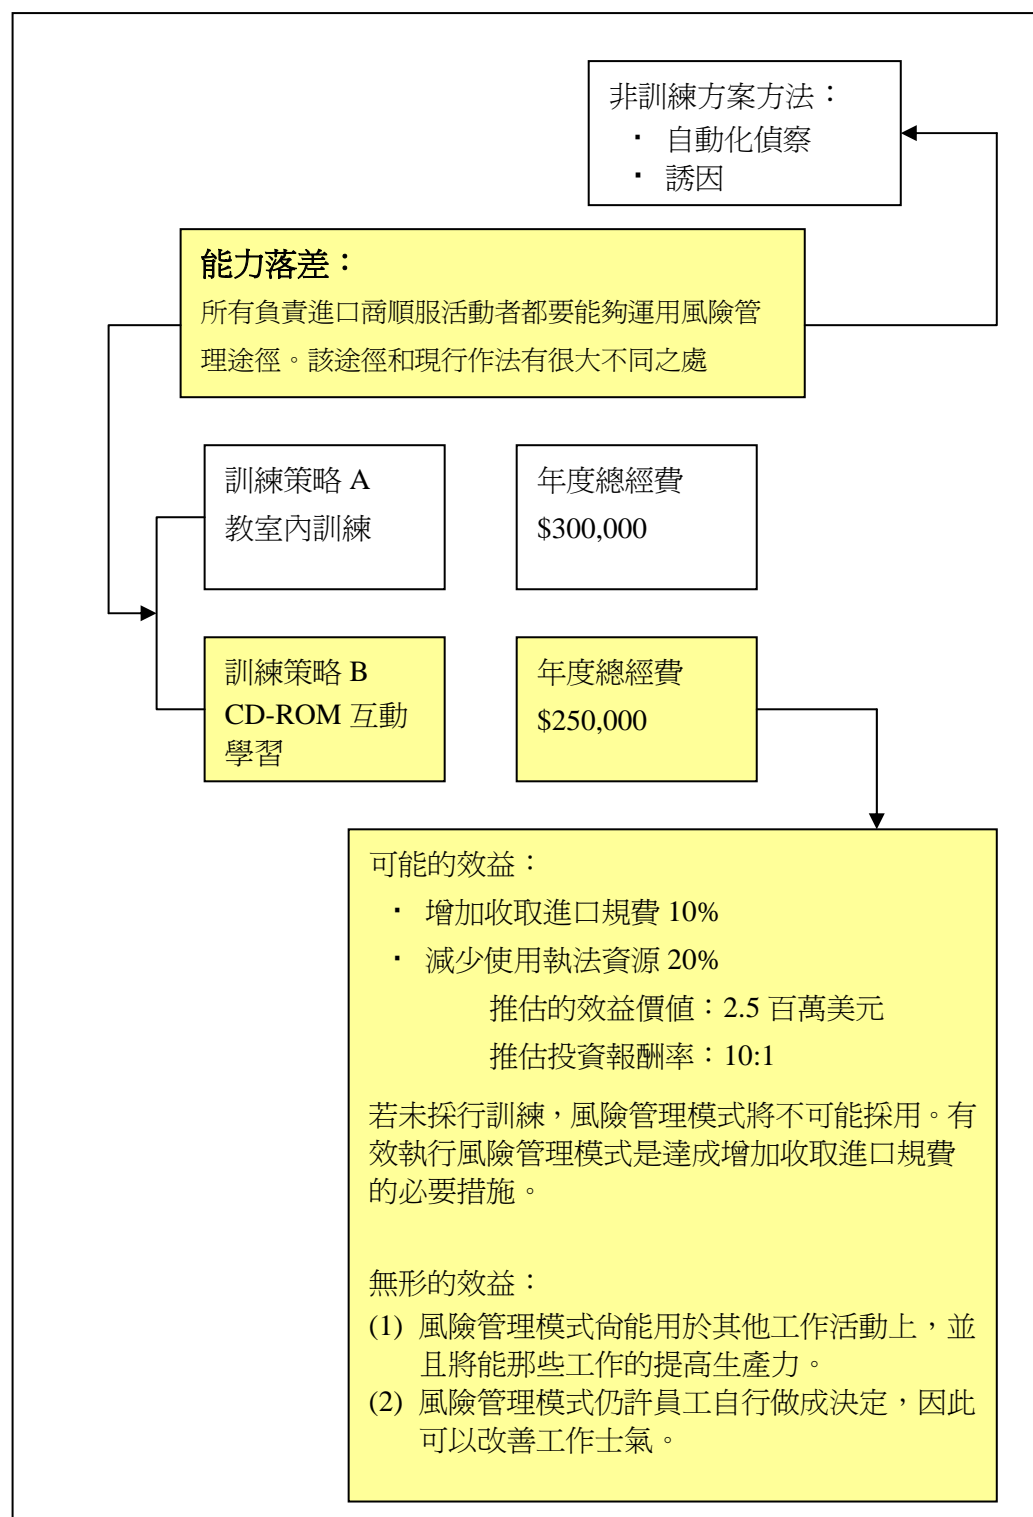 非訓練方案方法：
· 自動化偵察
· 誘因
能力落差：
所有負責進口商順服活動者都要能夠運用風險管
理途徑。該途徑和現行作法有很大不同之處
訓練策略 A
教室內訓練
年度總經費
$300,000
訓練策略 B
CD-ROM 互動
學習
年度總經費
$250,000
可能的效益：
· 增加收取進口規費 10%
· 減少使用執法資源 20%
推估的效益價值：2.5 百萬美元
推估投資報酬率：10:1
若未採行訓練，風險管理模式將不可能採用。有
效執行風險管理模式是達成增加收取進口規費
的必要措施。
無形的效益：
(1) 風險管理模式尚能用於其他工作活動上，並
且將能那些工作的提高生產力。
(2) 風險管理模式仍許員工自行做成決定，因此
可以改善工作士氣。